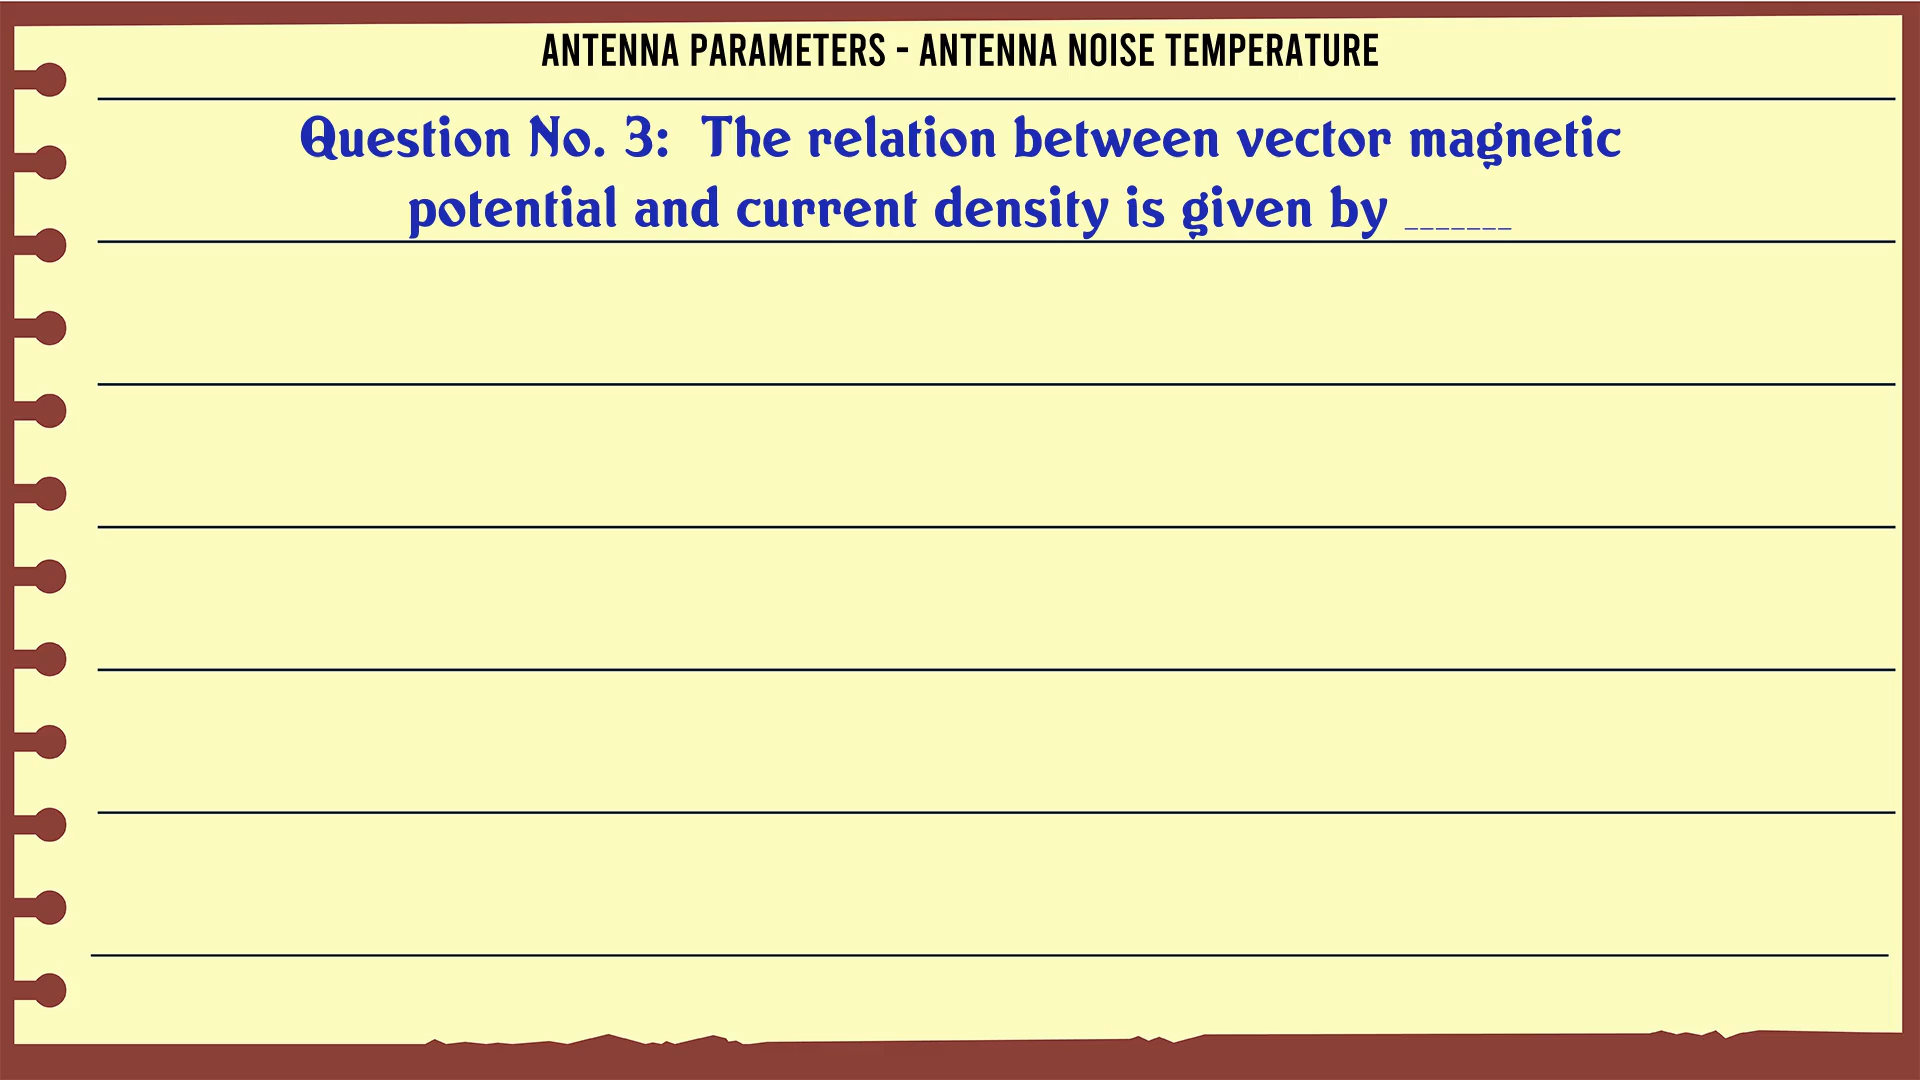 ANTENNA PARAMETERS - ANTENNA NOISE TEMPERATURE
Question No. 3: The relation between vector magnetic
potential and current density is given by _______